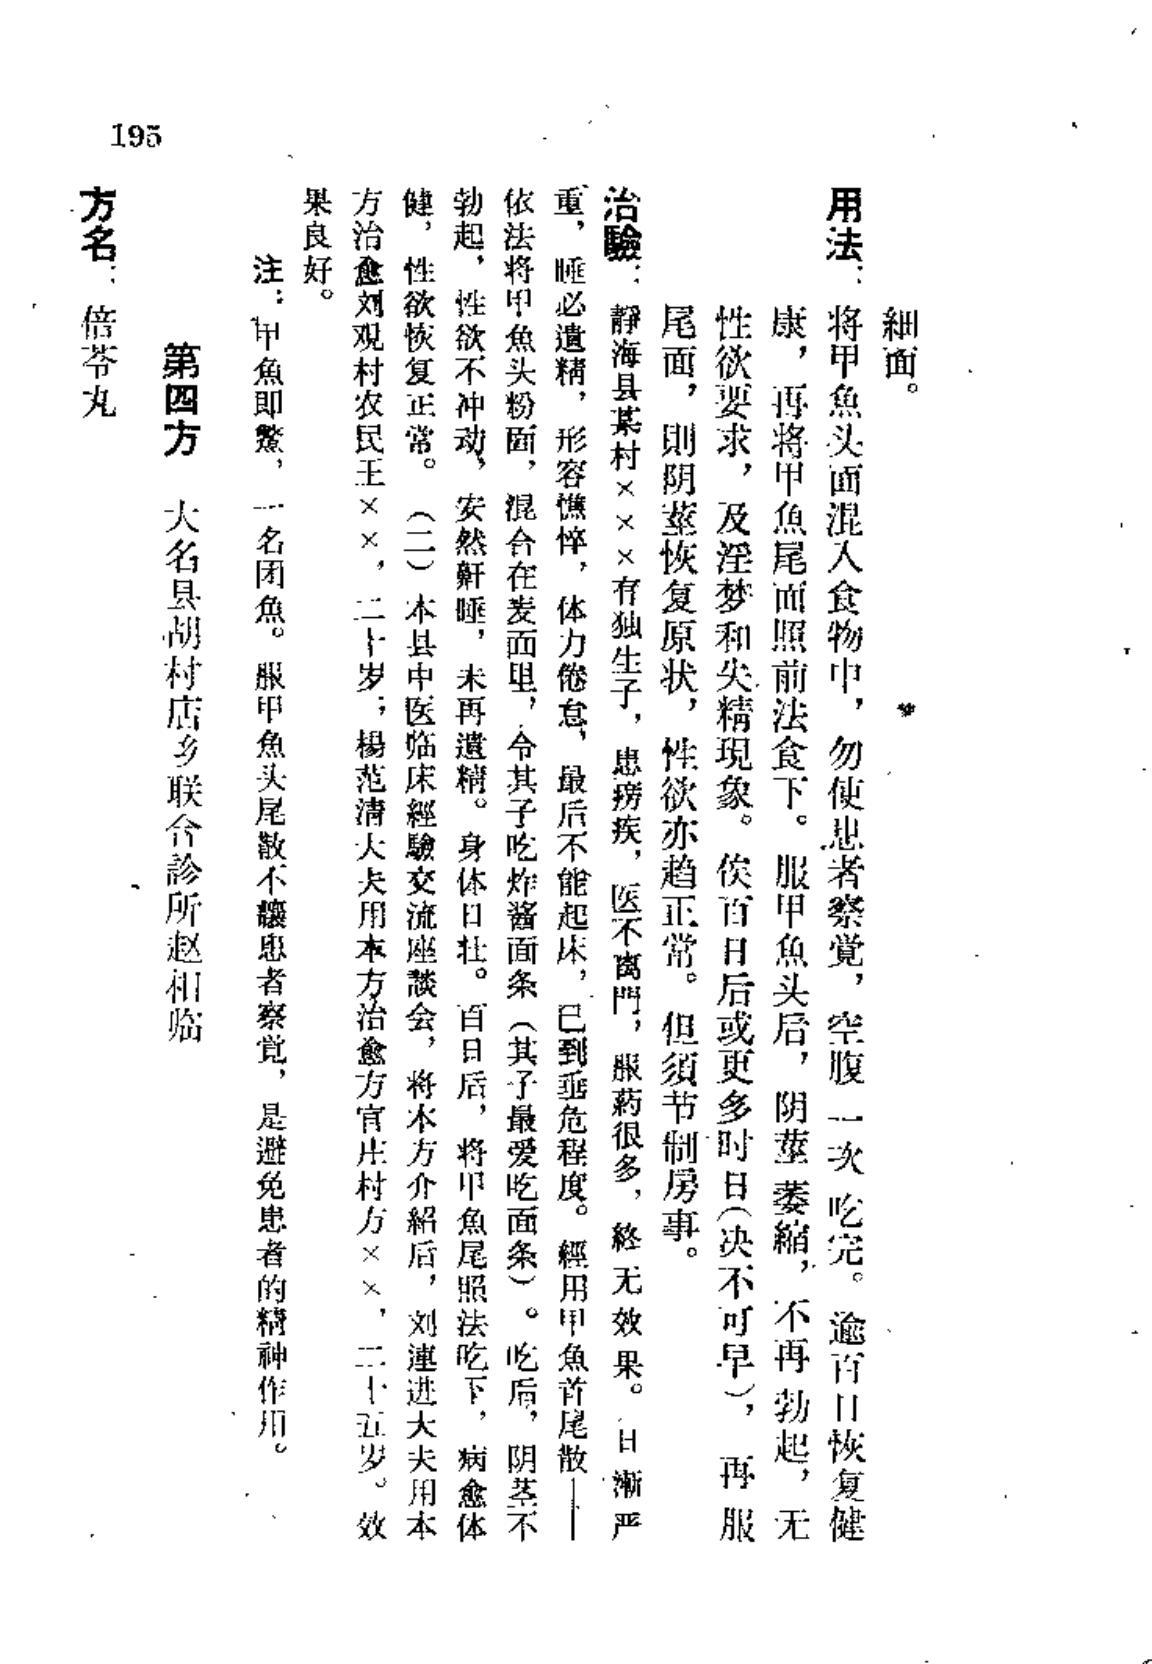 細面。
用法：将甲魚头面混入食物中，勿使患者察觉，空腹一次吃完。逾百日恢复健
康，再将甲魚尾面照前法食下。服甲魚头后，阴莖萎縮，不再勃起，无
性欲要求，及淫梦和失精現象。俟百日后或更多时日（决不可早），再服
尾面，則阴莖恢复原状，性欲亦趋正常。但須节制房事。
治驗：靜海县某村×××有独生子，患痨疾，医不离門，服药很多，終无效果。日漸严
重，睡必遺精，形容憔悴，体力倦怠，最后不能起床，已到垂危程度。經用甲魚首尾散——
依法将甲魚头粉面，混合在麦面里，令其子吃炸酱面条（其子最爱吃面条）。吃后，阴茎不
勃起，性欲不冲动，安然鼾睡，未再遺精。身体日壮。百日后，将甲魚尾照法吃下，病愈体
健，性欲恢复正常。（二）本县中医临床經驗交流座談会，将本方介紹后，刘連进大夫用本
方治愈刘观村农民王××，二十岁；楊范清大夫用本方治愈方官庄村方××，二十五岁。效
果良好。
注：甲魚即鱉，一名团魚。服甲魚头尾散不讓患者察覚，是避免患者的精神作用。
第四方　大名县胡村店乡联合診所赵相临
方名：倍苓丸
195